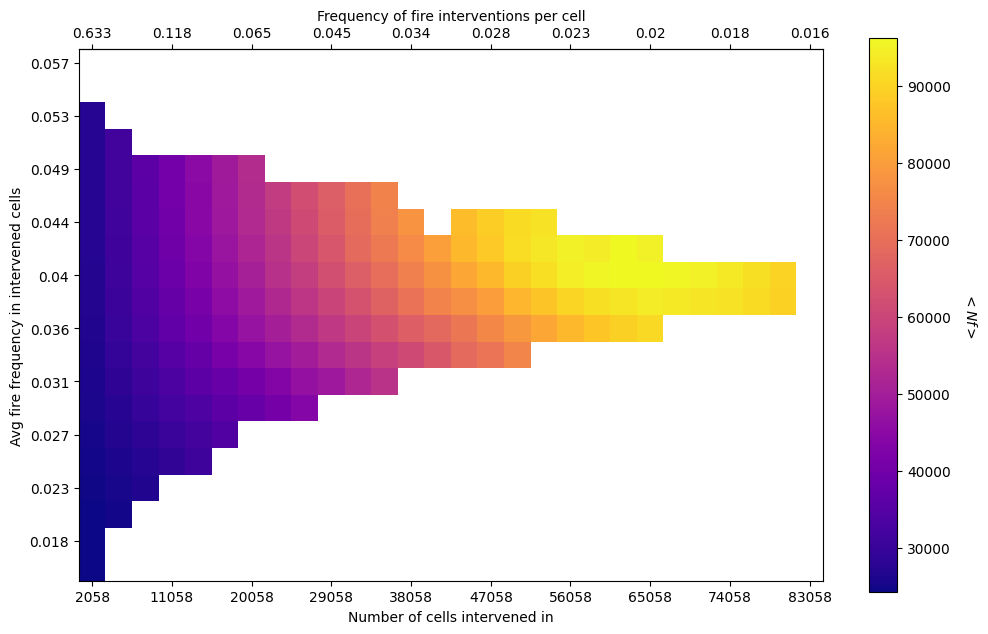 Frequency of fire interventions per cell
0.633 0.118 0.065 0.045 0.034 0.028 0.023 0.02 0.018 0.016
0.057
0.053
0.049
0.044
0.04
0.036
0.031
0.027
0.023
0.018
Avg fire frequency in intervened cells
2058 11058 20058 29058 38058 47058 56058 65058 74058 83058
Number of cells intervened in
90000
80000
70000
60000
50000
40000
30000
< Nf >